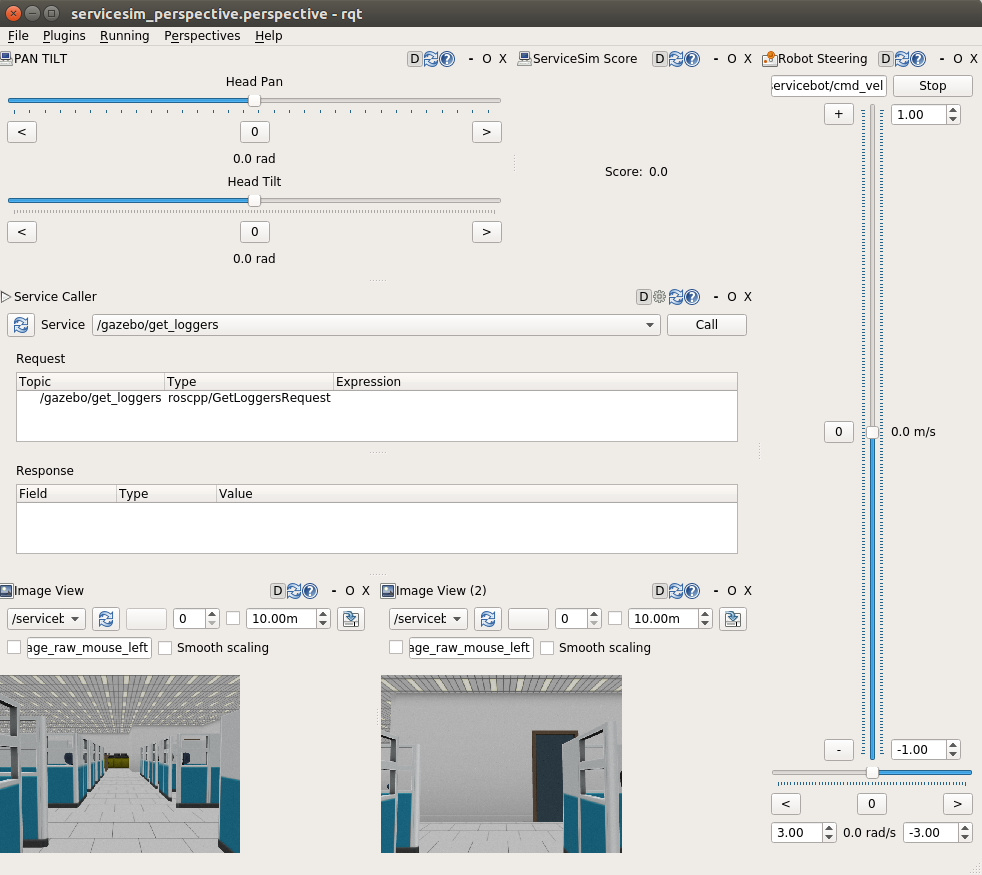 servicesim_perspective.perspective - rqt
File Plugins Running Perspectives Help
PAN TILT D - O X
Head Pan
< 0 >
0.0 rad
Head Tilt
< 0 >
0.0 rad
ServiceSim Score D - O X
Score: 0.0
Service Caller D - O X
Service /gazebo/get_loggers Call
Request
Topic Type Expression
/gazebo/get_loggers roscpp/GetLoggersRequest
Response
Field Type Value
Image View D - O X
/serviceb 0 10.00m
age_raw_mouse_left Smooth scaling
Image View (2) D - O X
/servicet 0 10.00m
age_raw_mouse_left Smooth scaling
Robot Steering D - O X
servicebot/cmd_vel Stop
+ 1.00
0 0.0 m/s
- -1.00
< 0 >
3.00 0.0 rad/s -3.00